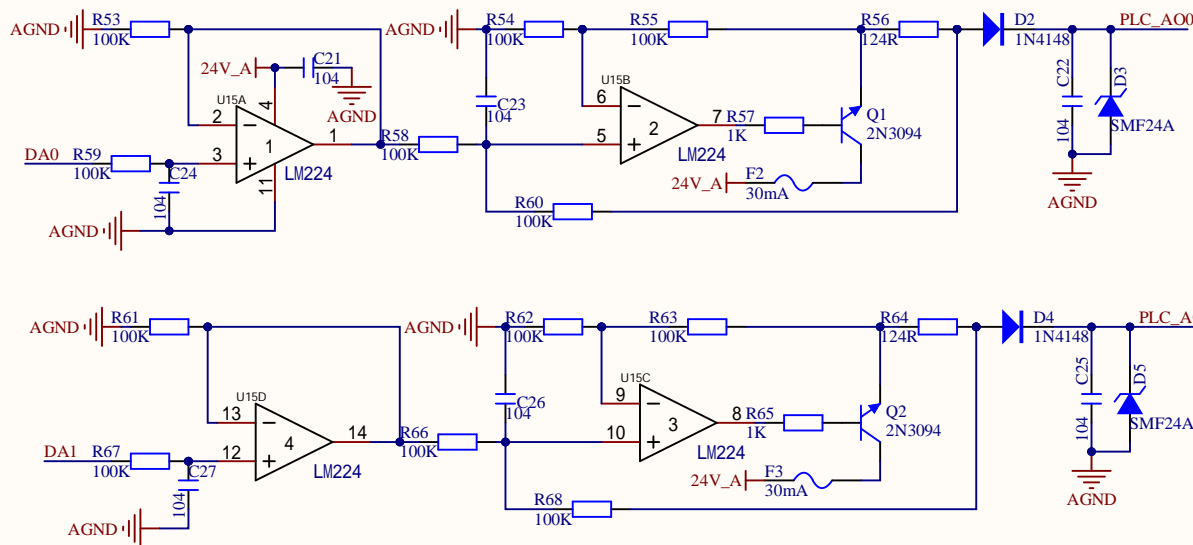 R53
100K
AGND
24V_A
C21
104
AGND
U15A
4
2
1
1
3
11
LM224
DA0
R59
100K
C24
104
AGND
R54
100K
AGND
R55
100K
R56
124R
D2
1N4148
PLC_AO0
C23
104
U15B
6
2
7
5
LM224
R57
1K
Q1
2N3094
R58
100K
24V_A
F2
30mA
R60
100K
C22
104
D3
SMF24A
AGND
R61
100K
AGND
U15D
13
4
14
12
LM224
DA1
R67
100K
C27
104
AGND
R62
100K
AGND
R63
100K
R64
124R
D4
1N4148
C26
104
U15C
9
3
8
10
LM224
R65
1K
Q2
2N3094
R66
100K
24V_A
F3
30mA
R68
100K
C25
104
D5
SMF24A
AGND